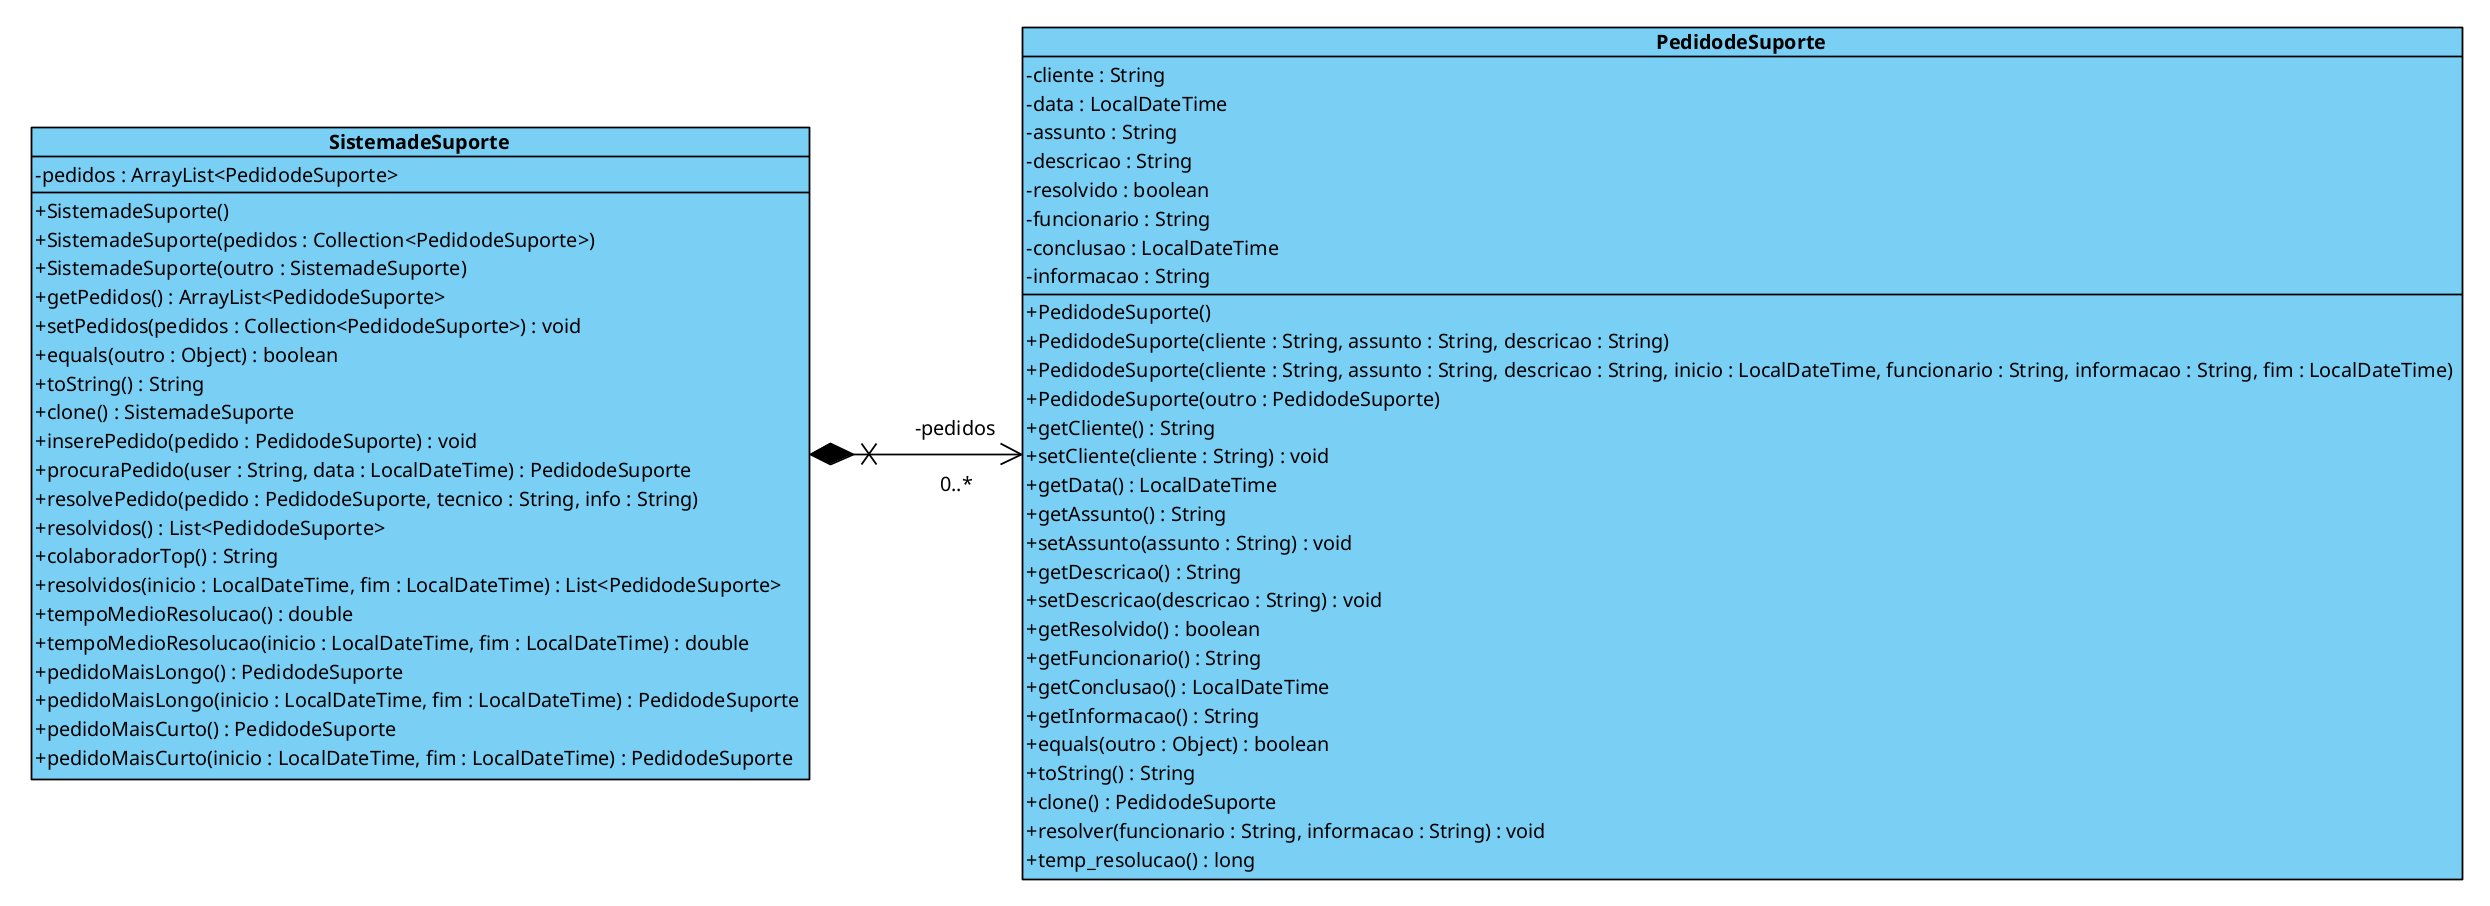 SistemadeSuporte
-pedidos : ArrayList<PedidodeSuporte>
+SistemadeSuporte()
+SistemadeSuporte(pedidos : Collection<PedidodeSuporte>)
+SistemadeSuporte(outro : SistemadeSuporte)
+getPedidos() : ArrayList<PedidodeSuporte>
+setPedidos(pedidos : Collection<PedidodeSuporte>) : void
+equals(outro : Object) : boolean
+toString() : String
+clone() : SistemadeSuporte
+inserePedido(pedido : PedidodeSuporte) : void
+procuraPedido(user : String, data : LocalDateTime) : PedidodeSuporte
+resolvePedido(pedido : PedidodeSuporte, tecnico : String, info : String)
+resolvidos() : List<PedidodeSuporte>
+colaboradorTop() : String
+resolvidos(inicio : LocalDateTime, fim : LocalDateTime) : List<PedidodeSuporte>
+tempoMedioResolucao() : double
+tempoMedioResolucao(inicio : LocalDateTime, fim : LocalDateTime) : double
+pedidoMaisLongo() : PedidodeSuporte
+pedidoMaisLongo(inicio : LocalDateTime, fim : LocalDateTime) : PedidodeSuporte
+pedidoMaisCurto() : PedidodeSuporte
+pedidoMaisCurto(inicio : LocalDateTime, fim : LocalDateTime) : PedidodeSuporte
-pedidos
0..*
PedidodeSuporte
-cliente : String
-data : LocalDateTime
-assunto : String
-descricao : String
-resolvido : boolean
-funcionario : String
-conclusao : LocalDateTime
-informacao : String
+PedidodeSuporte()
+PedidodeSuporte(cliente : String, assunto : String, descricao : String)
+PedidodeSuporte(cliente : String, assunto : String, descricao : String, inicio : LocalDateTime, funcionario : String, informacao : String, fim : LocalDateTime)
+PedidodeSuporte(outro : PedidodeSuporte)
+getCliente() : String
+setCliente(cliente : String) : void
+getData() : LocalDateTime
+getAssunto() : String
+setAssunto(assunto : String) : void
+getDescricao() : String
+setDescricao(descricao : String) : void
+getResolvido() : boolean
+getFuncionario() : String
+getConclusao() : LocalDateTime
+getInformacao() : String
+equals(outro : Object) : boolean
+toString() : String
+clone() : PedidodeSuporte
+resolver(funcionario : String, informacao : String) : void
+temp_resolucao() : long